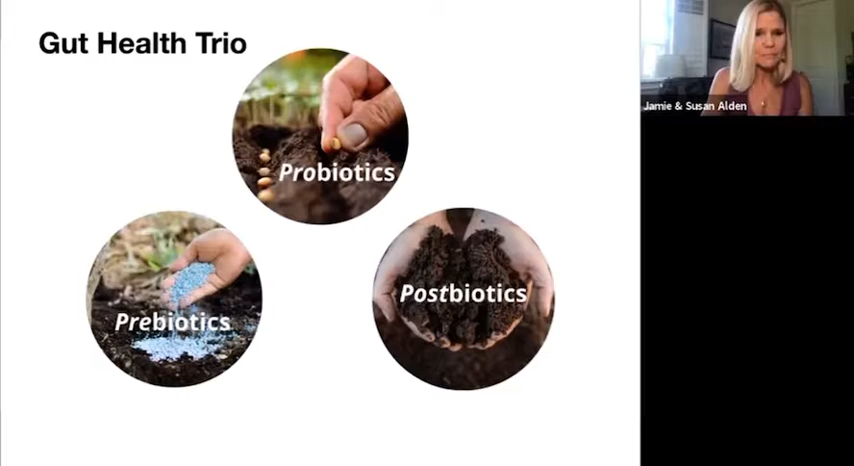 Gut Health Trio
Probiotics
Prebiotics
Postbiotics
Jamie & Susan Alden